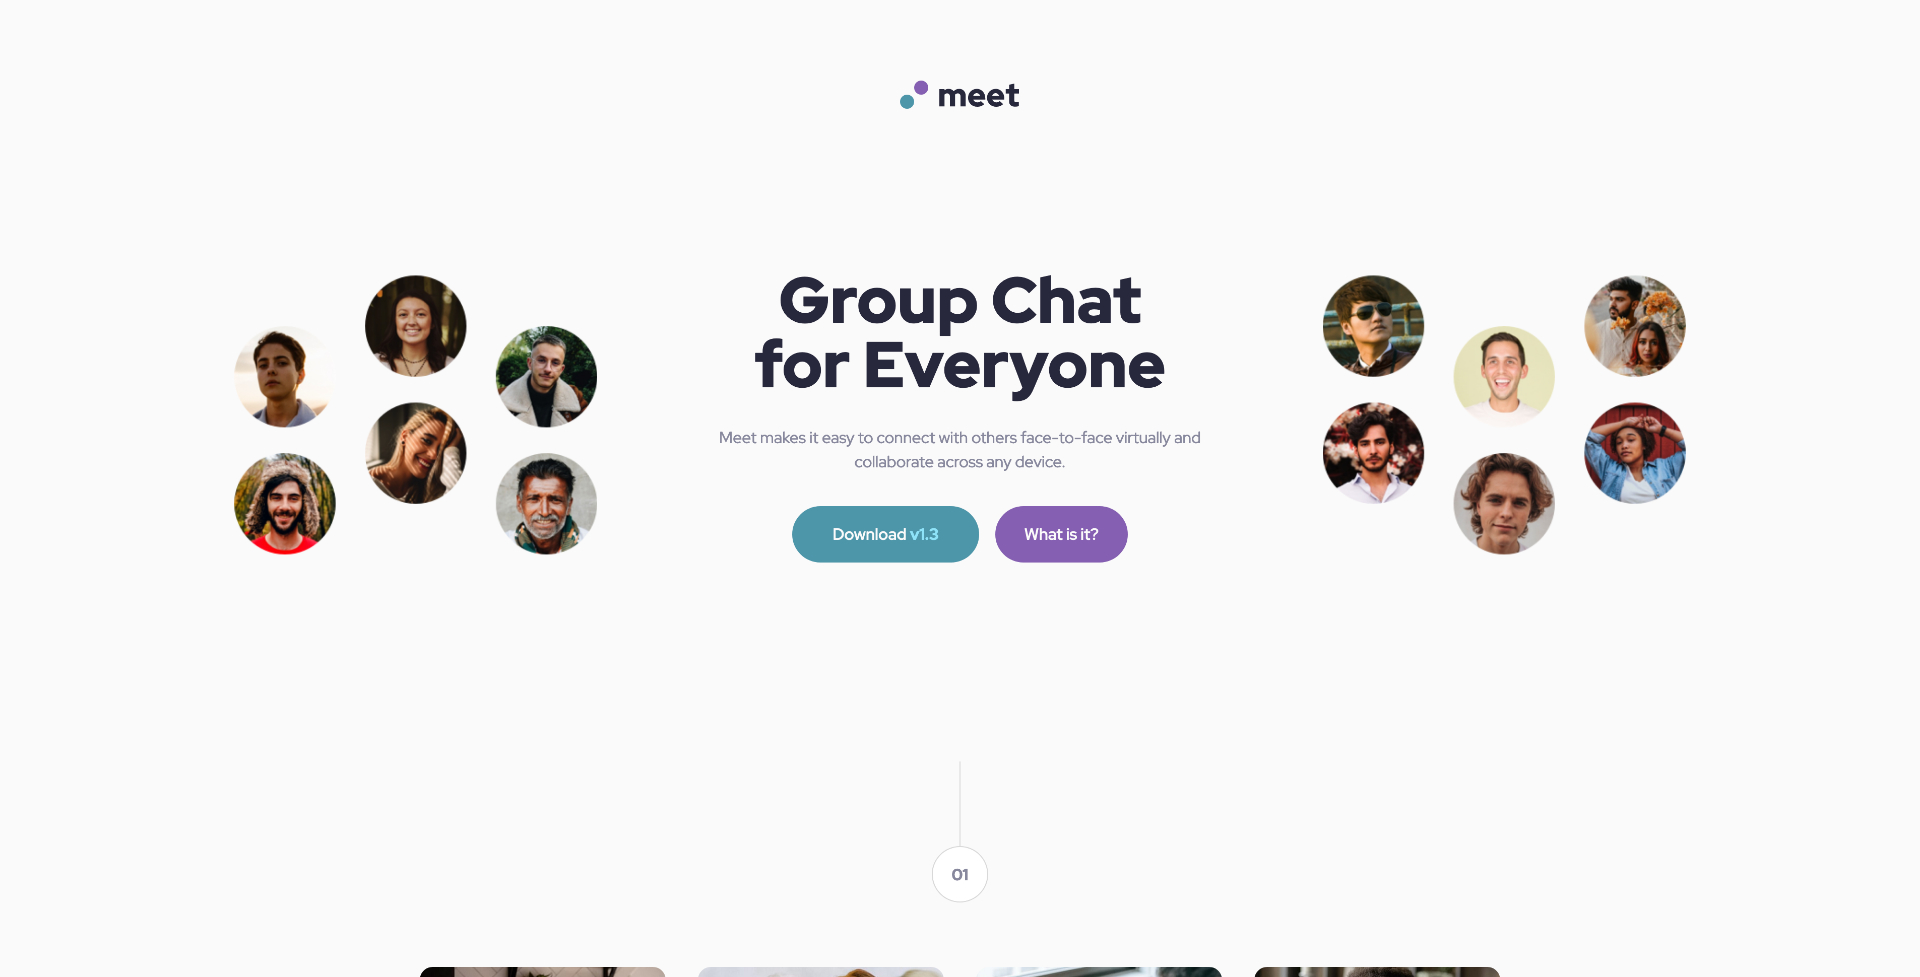 meet
Group Chat
for Everyone
Meet makes it easy to connect with others face-to-face virtually and
collaborate across any device.
Download v1.3
What is it?
01